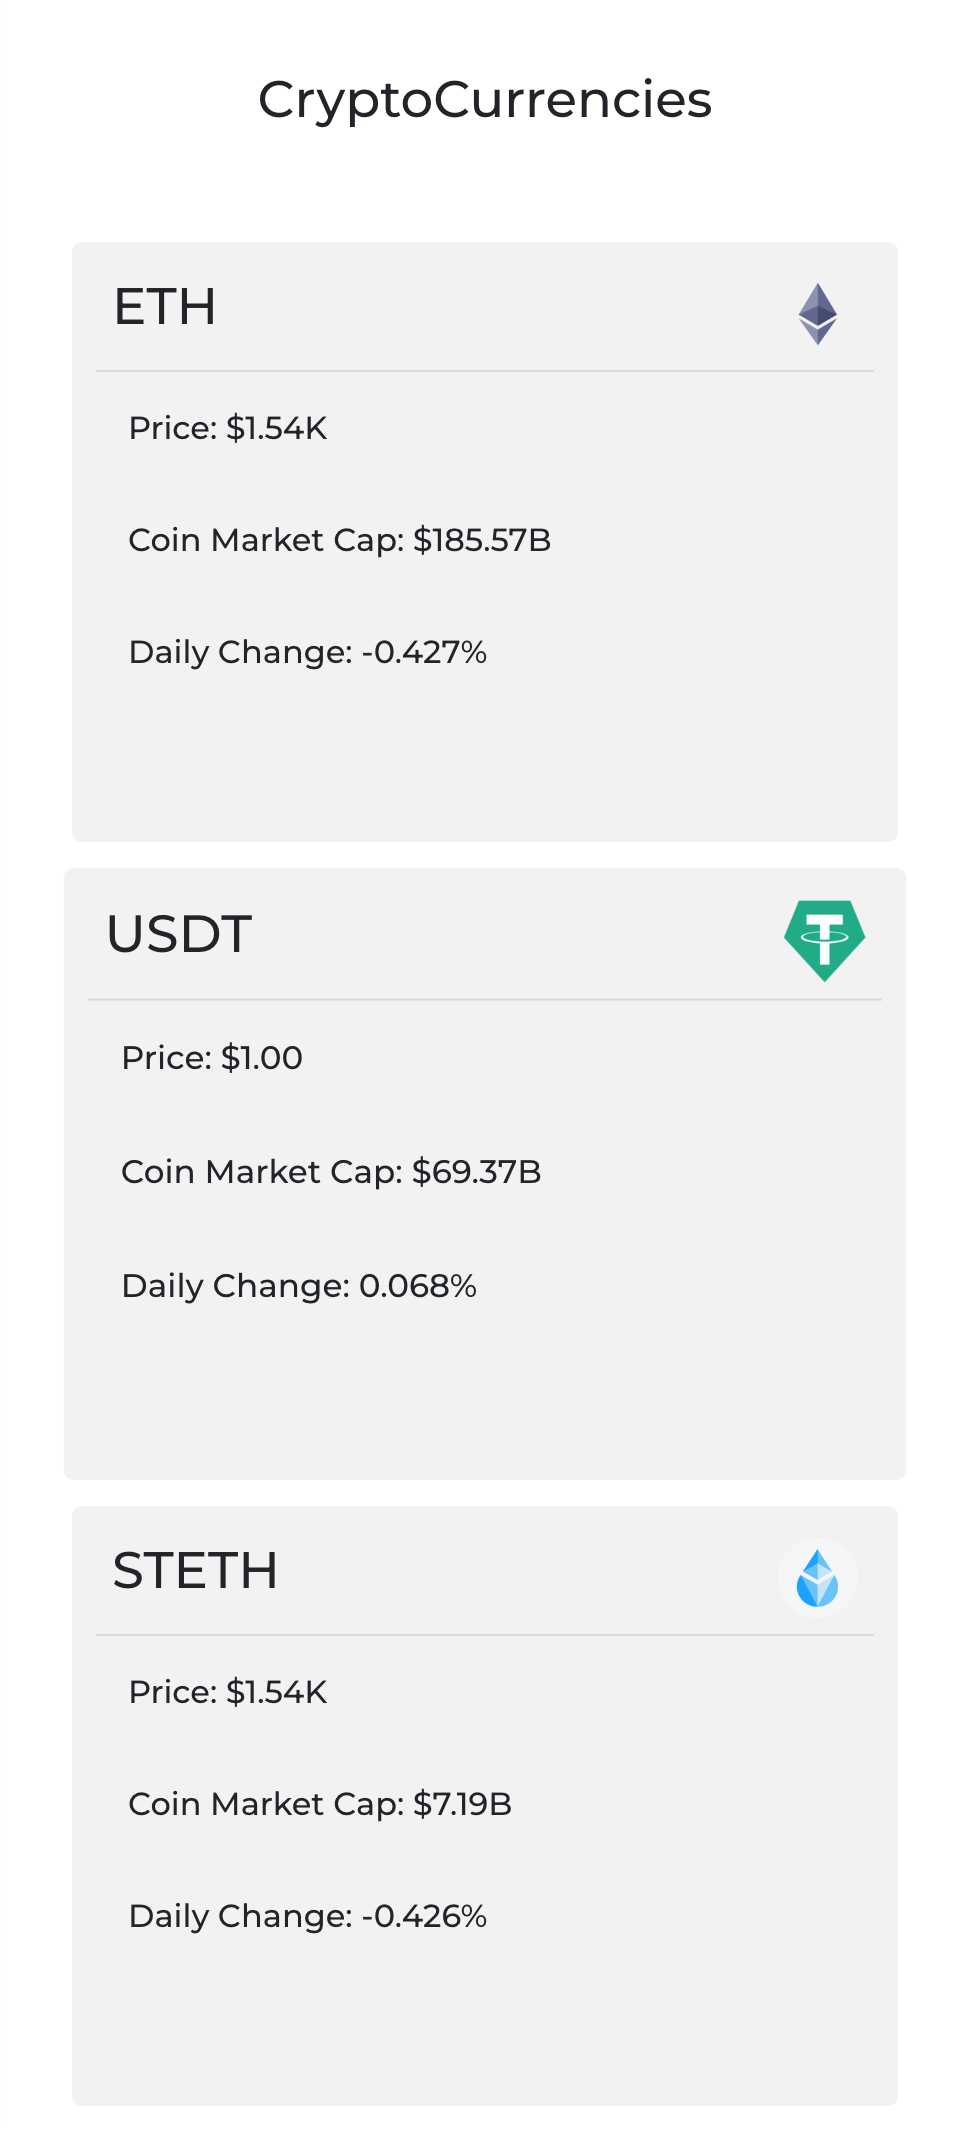 CryptoCurrencies
ETH
Price: $1.54K
Coin Market Cap: $185.57B
Daily Change: -0.427%
USDT
Price: $1.00
Coin Market Cap: $69.37B
Daily Change: 0.068%
STETH
Price: $1.54K
Coin Market Cap: $7.19B
Daily Change: -0.426%